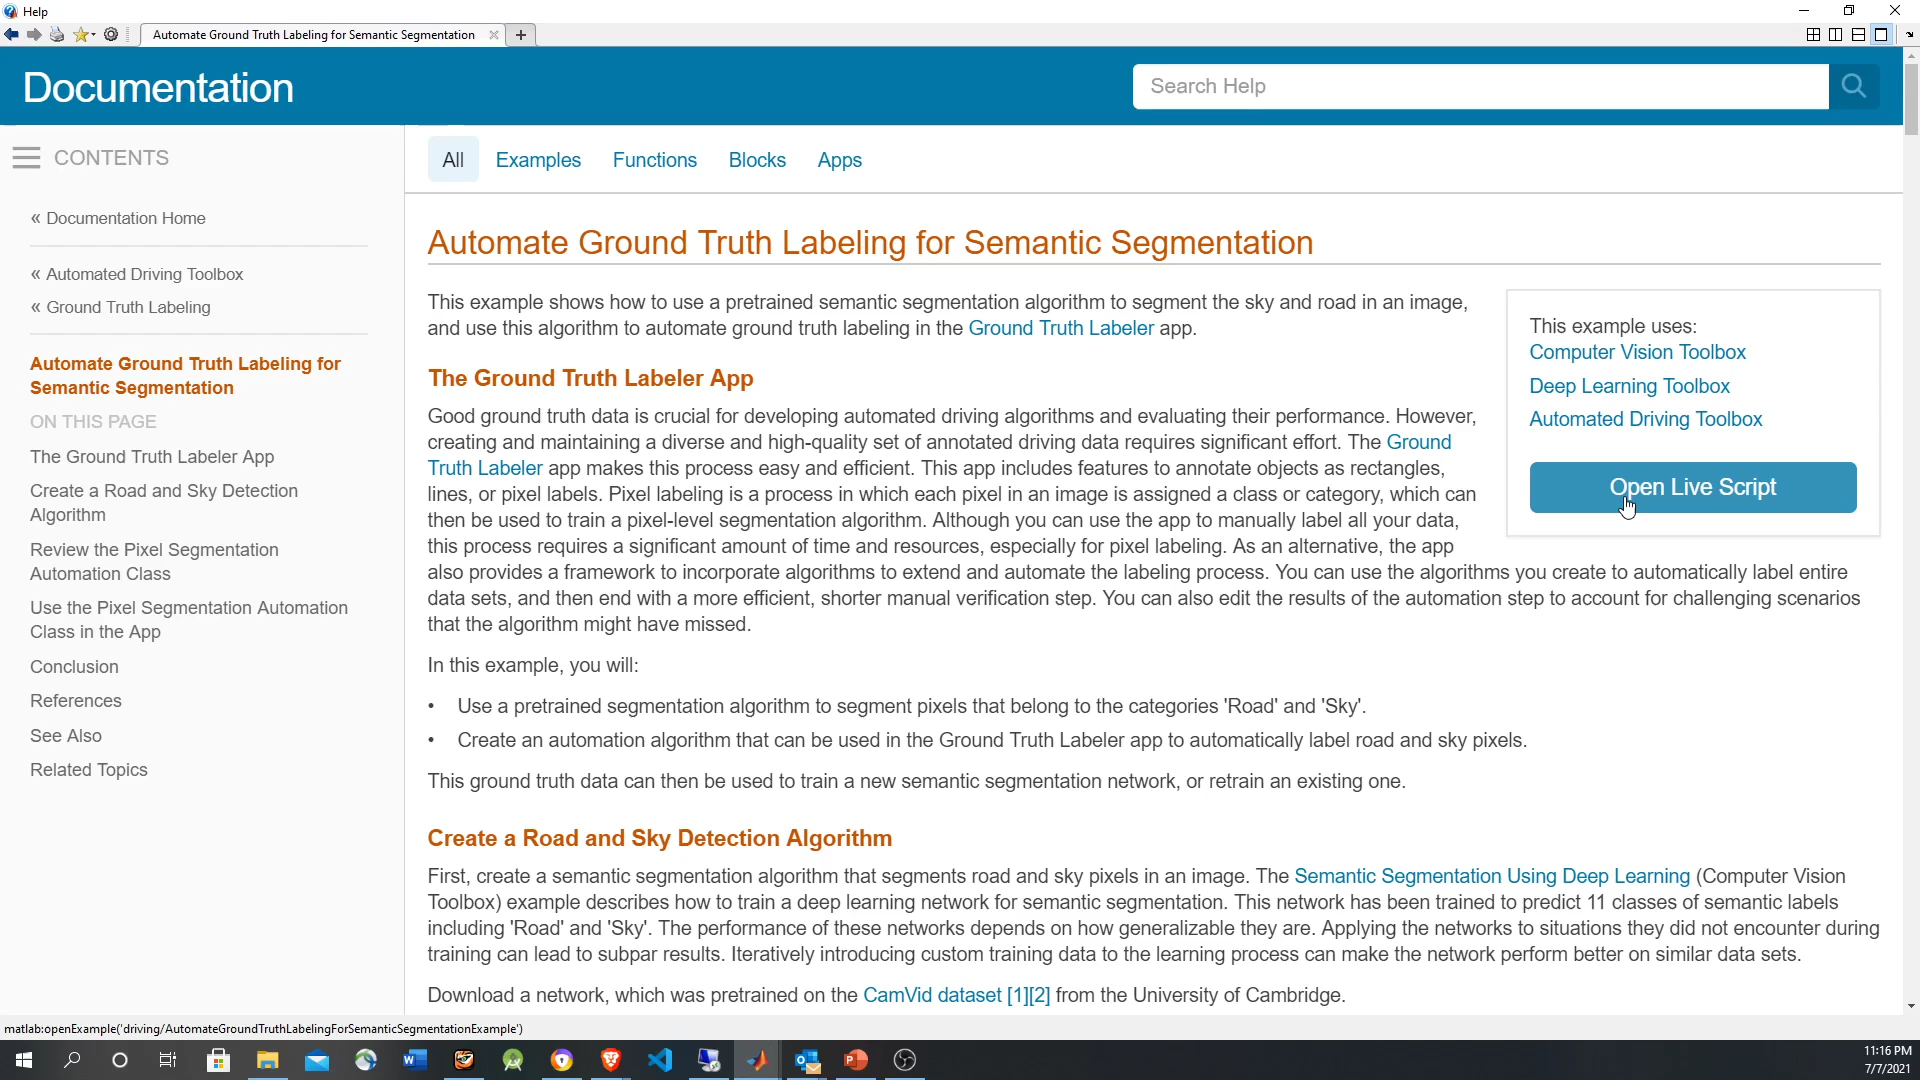 Help
Automate Ground Truth Labeling for Semantic Segmentation
Documentation
Search Help
CONTENTS
« Documentation Home
« Automated Driving Toolbox
« Ground Truth Labeling
Automate Ground Truth Labeling for
Semantic Segmentation
ON THIS PAGE
The Ground Truth Labeler App
Create a Road and Sky Detection
Algorithm
Review the Pixel Segmentation
Automation Class
Use the Pixel Segmentation Automation
Class in the App
Conclusion
References
See Also
Related Topics
All Examples Functions Blocks Apps
Automate Ground Truth Labeling for Semantic Segmentation
This example shows how to use a pretrained semantic segmentation algorithm to segment the sky and road in an image,
and use this algorithm to automate ground truth labeling in the Ground Truth Labeler app.
This example uses:
Computer Vision Toolbox
Deep Learning Toolbox
Automated Driving Toolbox
Open Live Script
The Ground Truth Labeler App
Good ground truth data is crucial for developing automated driving algorithms and evaluating their performance. However,
creating and maintaining a diverse and high-quality set of annotated driving data requires significant effort. The Ground
Truth Labeler app makes this process easy and efficient. This app includes features to annotate objects as rectangles,
lines, or pixel labels. Pixel labeling is a process in which each pixel in an image is assigned a class or category, which can
then be used to train a pixel-level segmentation algorithm. Although you can use the app to manually label all your data,
this process requires a significant amount of time and resources, especially for pixel labeling. As an alternative, the app
also provides a framework to incorporate algorithms to extend and automate the labeling process. You can use the algorithms you create to automatically label entire
data sets, and then end with a more efficient, shorter manual verification step. You can also edit the results of the automation step to account for challenging scenarios
that the algorithm might have missed.
In this example, you will:
• Use a pretrained segmentation algorithm to segment pixels that belong to the categories 'Road' and 'Sky'.
• Create an automation algorithm that can be used in the Ground Truth Labeler app to automatically label road and sky pixels.
This ground truth data can then be used to train a new semantic segmentation network, or retrain an existing one.
Create a Road and Sky Detection Algorithm
First, create a semantic segmentation algorithm that segments road and sky pixels in an image. The Semantic Segmentation Using Deep Learning (Computer Vision
Toolbox) example describes how to train a deep learning network for semantic segmentation. This network has been trained to predict 11 classes of semantic labels
including 'Road' and 'Sky'. The performance of these networks depends on how generalizable they are. Applying the networks to situations they did not encounter during
training can lead to subpar results. Iteratively introducing custom training data to the learning process can make the network perform better on similar data sets.
Download a network, which was pretrained on the CamVid dataset [1][2] from the University of Cambridge.
matlab:openExample('driving/AutomateGroundTruthLabelingForSemanticSegmentationExample')
11:16 PM
7/7/2021